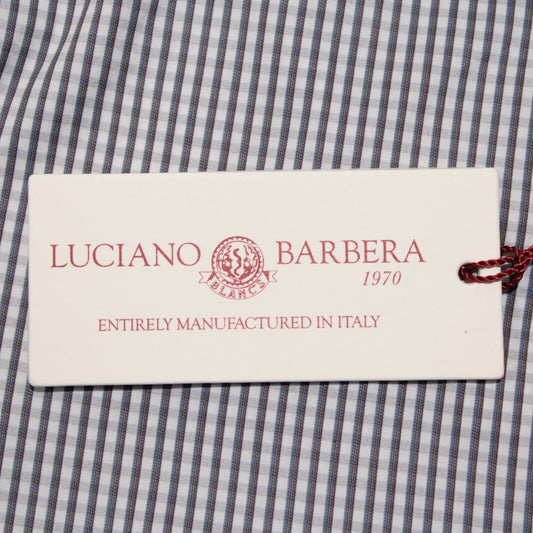 LUCIANO BARBERA
BLANCS
1970
ENTIRELY MANUFACTURED IN ITALY